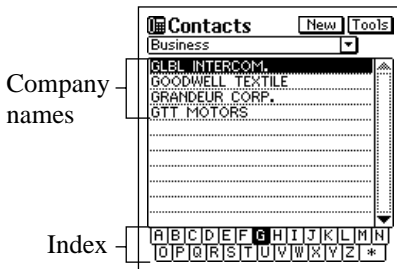 Contacts New Tools
Business
GLBL INTERCOM.
GOODWELL TEXTILE
GRANDEUR CORP.
GTT MOTORS
Company
names
Index
A B C D E F G H I J K L M N
O P Q R S T U V W X Y Z *